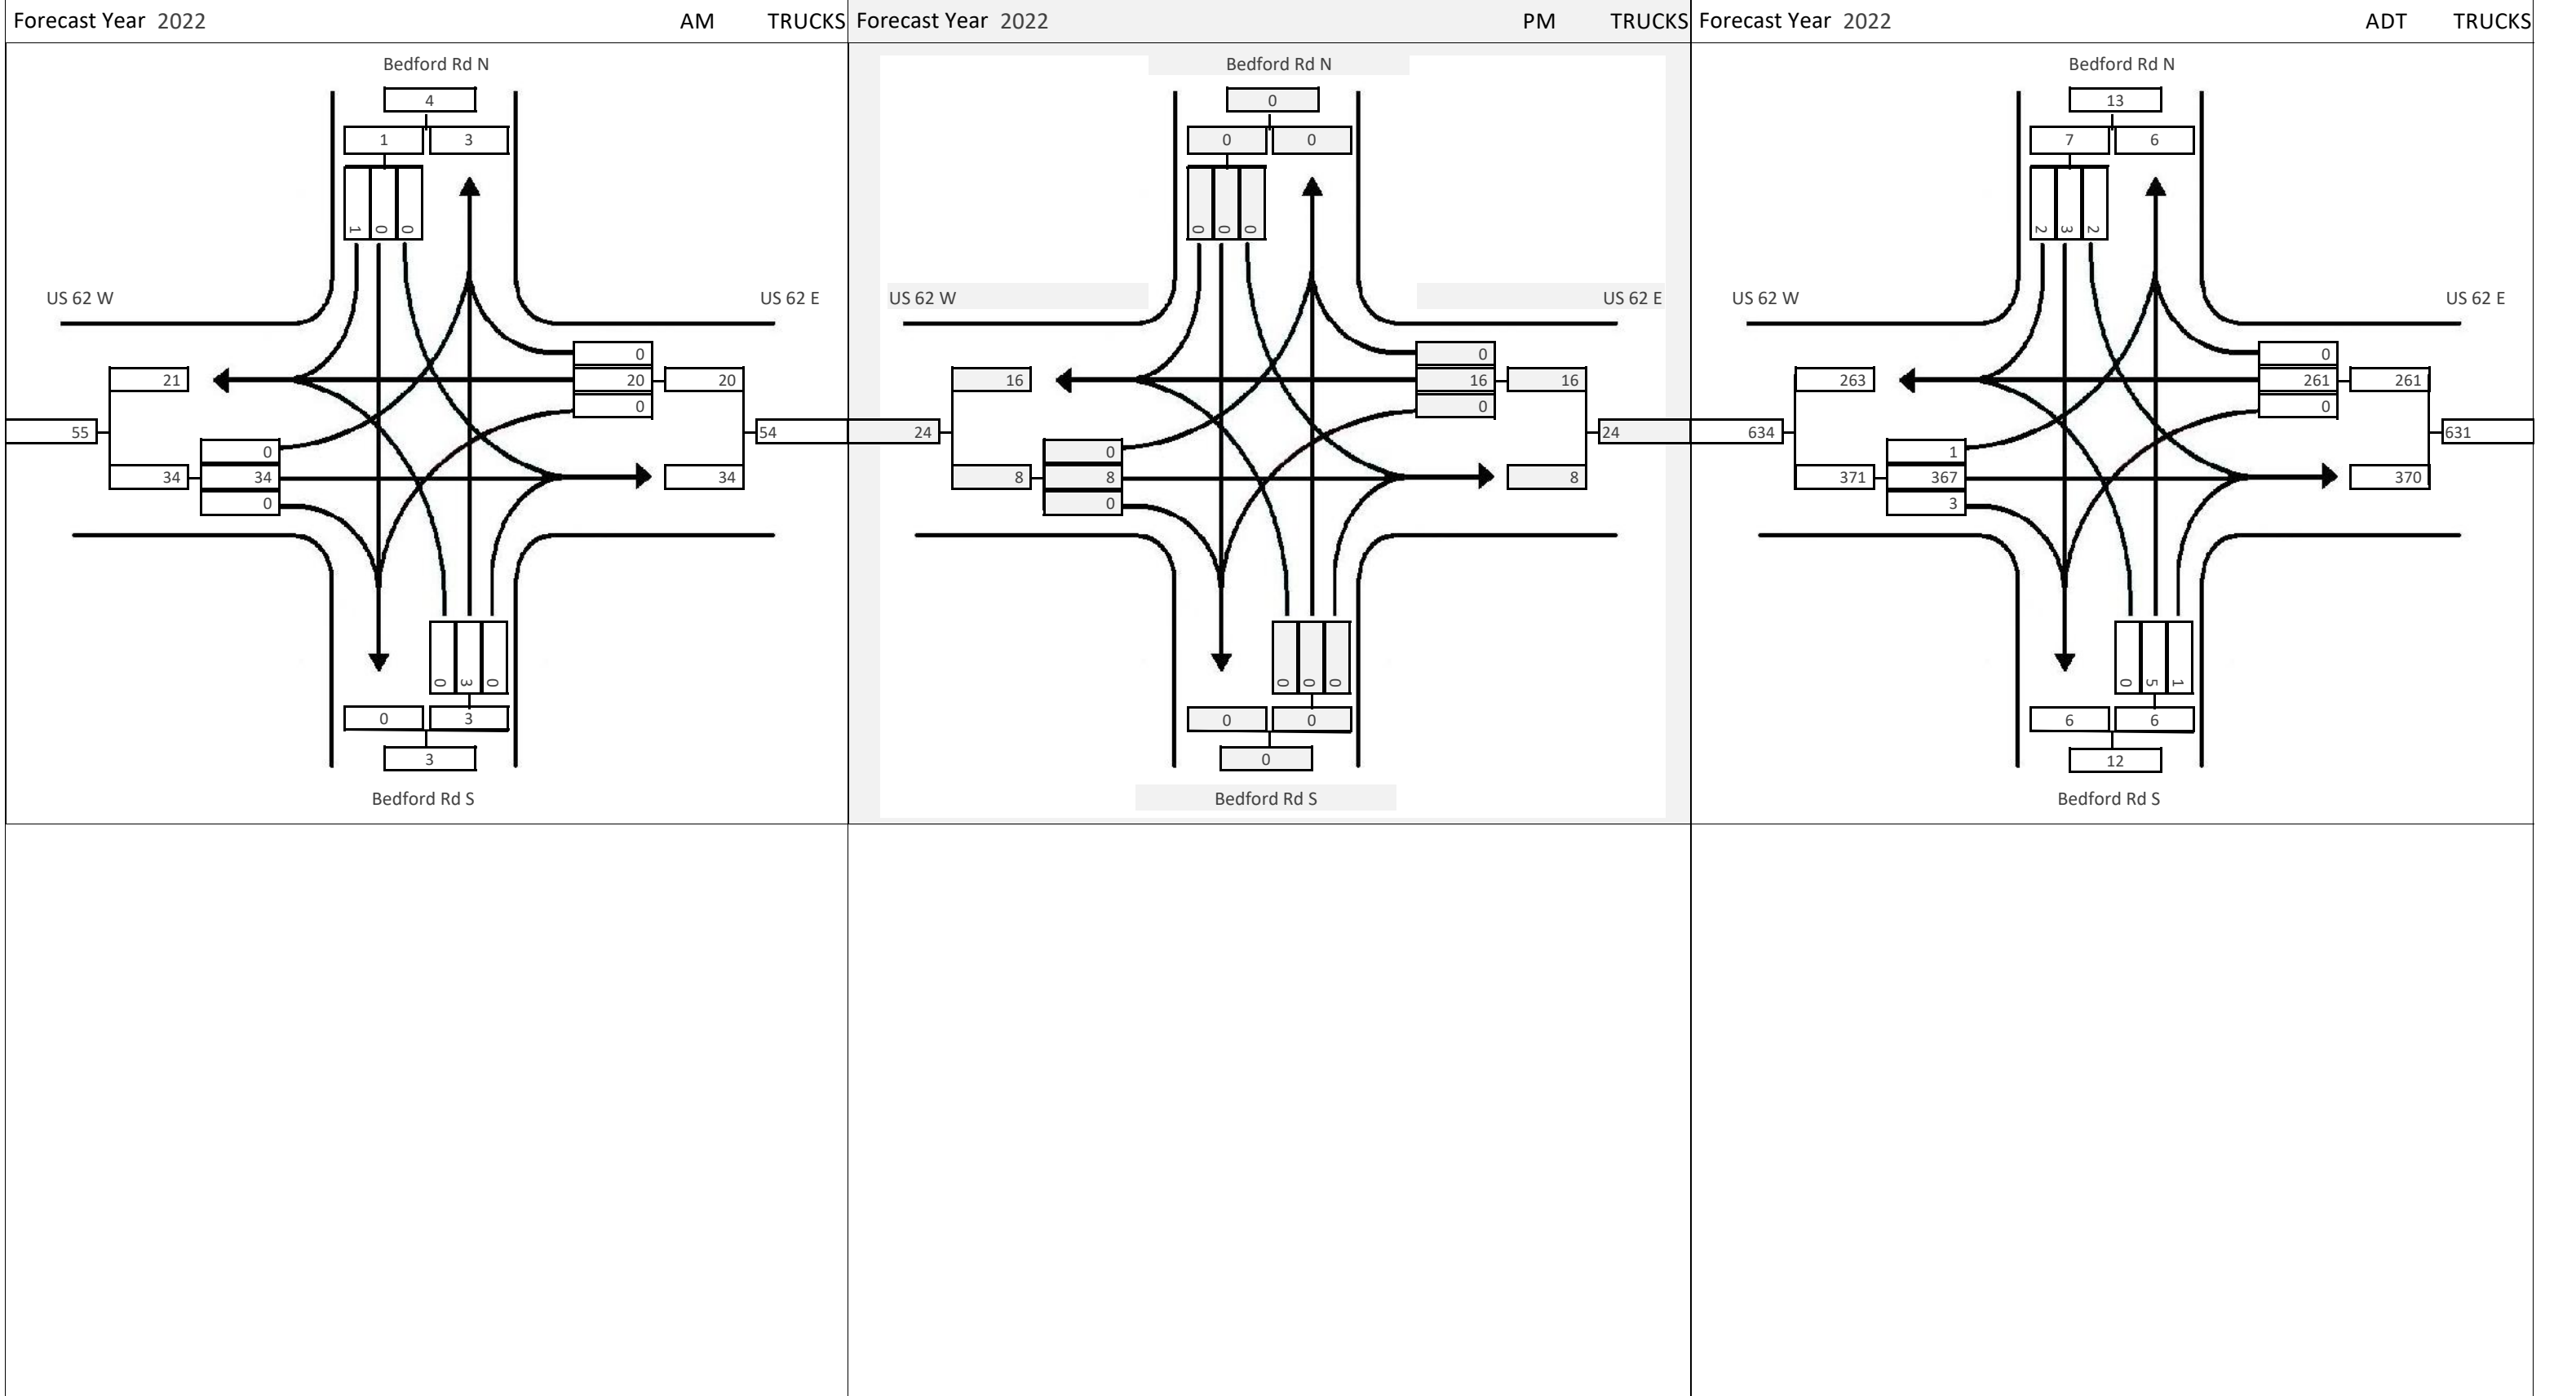 Forecast Year 2022 AM TRUCKS
Bedford Rd N
4
1 3
1 0 0
US 62 W US 62 E
0
21 20 20
0
55 54
0
34 34 34
0
0 3 0
0 3
3
Bedford Rd S
Forecast Year 2022 PM TRUCKS
Bedford Rd N
0
0 0
0 0 0
US 62 W US 62 E
0
16 16 16
0
24 24
0
8 8 8
0
0 0 0
0 0
0
Bedford Rd S
Forecast Year 2022 ADT TRUCKS
Bedford Rd N
13
7 6
2 3 2
US 62 W US 62 E
0
263 261 261
0
634 631
1
371 367 370
3
0 5 1
6 6
12
Bedford Rd S